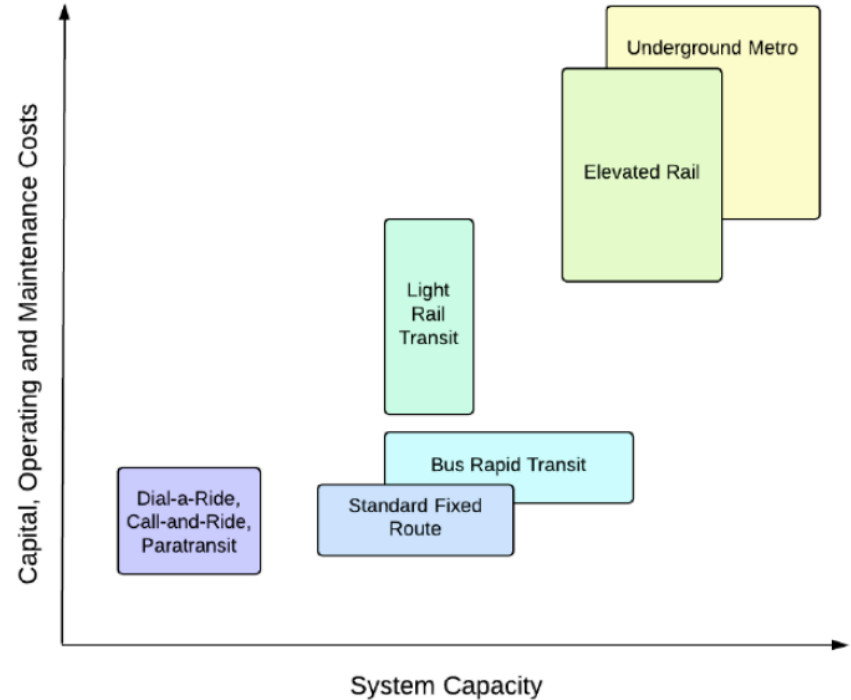 Underground Metro
Elevated Rail
Light
Rail
Transit
Bus Rapid Transit
Standard Fixed
Route
Dial-a-Ride,
Call-and-Ride,
Paratransit
Capital, Operating and Maintenance Costs
System Capacity